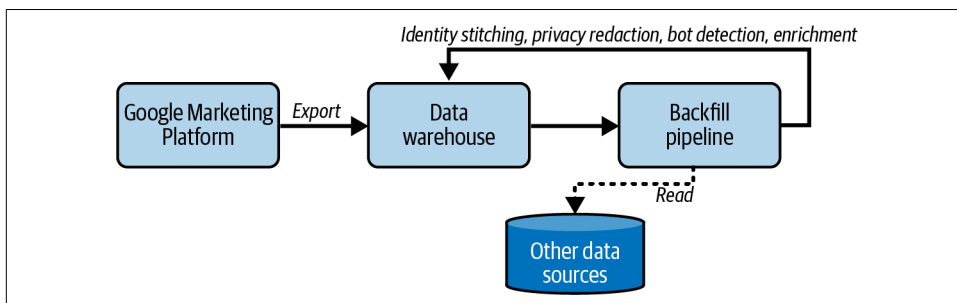 Identity stitching, privacy redaction, bot detection, enrichment
Google Marketing
Platform
Export
Data
warehouse
Backfill
pipeline
Read
Other data
sources